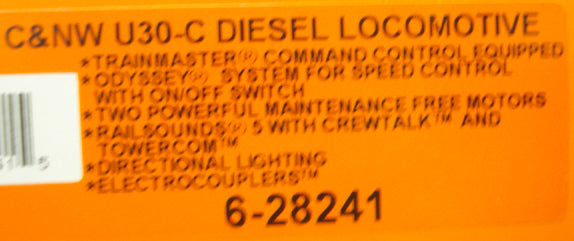 C&NW U30-C DIESEL LOCOMOTIVE
*TRAINMASTER® COMMAND CONTROL EQUIPPED
*ODYSSEY® SYSTEM FOR SPEED CONTROL
WITH ON/OFF SWITCH
*TWO POWERFUL MAINTENANCE FREE MOTORS
*RAILSOUNDS® 5 WITH CREWTALK™ AND
TOWERCOM™
*DIRECTIONAL LIGHTING
*ELECTROCOUPLERS™
6-28241
5